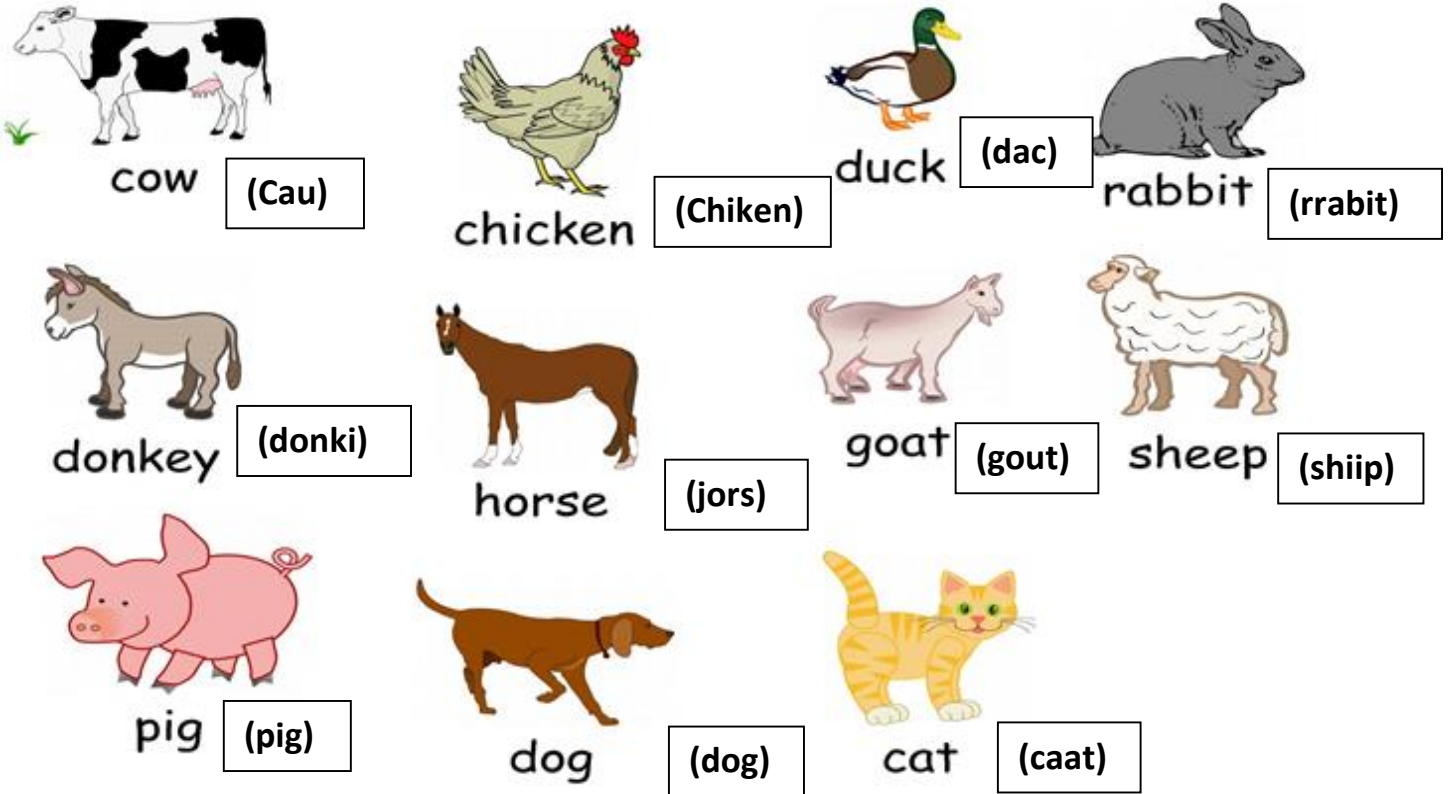 cow (Cau)
chicken (Chiken)
duck (dac)
rabbit (rrabit)
donkey (donki)
horse (jors)
goat (gout)
sheep (shiip)
pig (pig)
dog (dog)
cat (caat)